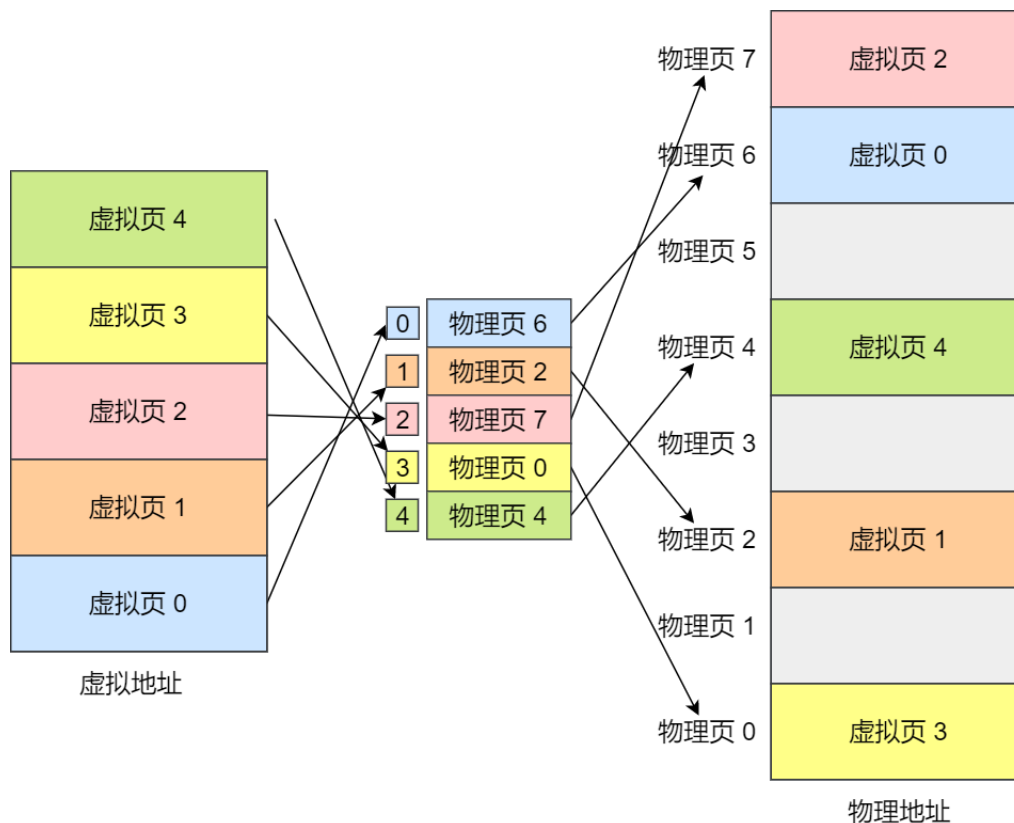 虚拟页 4
虚拟页 3
虚拟页 2
虚拟页 1
虚拟页 0
虚拟地址
0 物理页 6
1 物理页 2
2 物理页 7
3 物理页 0
4 物理页 4
物理页 7 虚拟页 2
物理页 6 虚拟页 0
物理页 5
物理页 4 虚拟页 4
物理页 3
物理页 2 虚拟页 1
物理页 1
物理页 0 虚拟页 3
物理地址